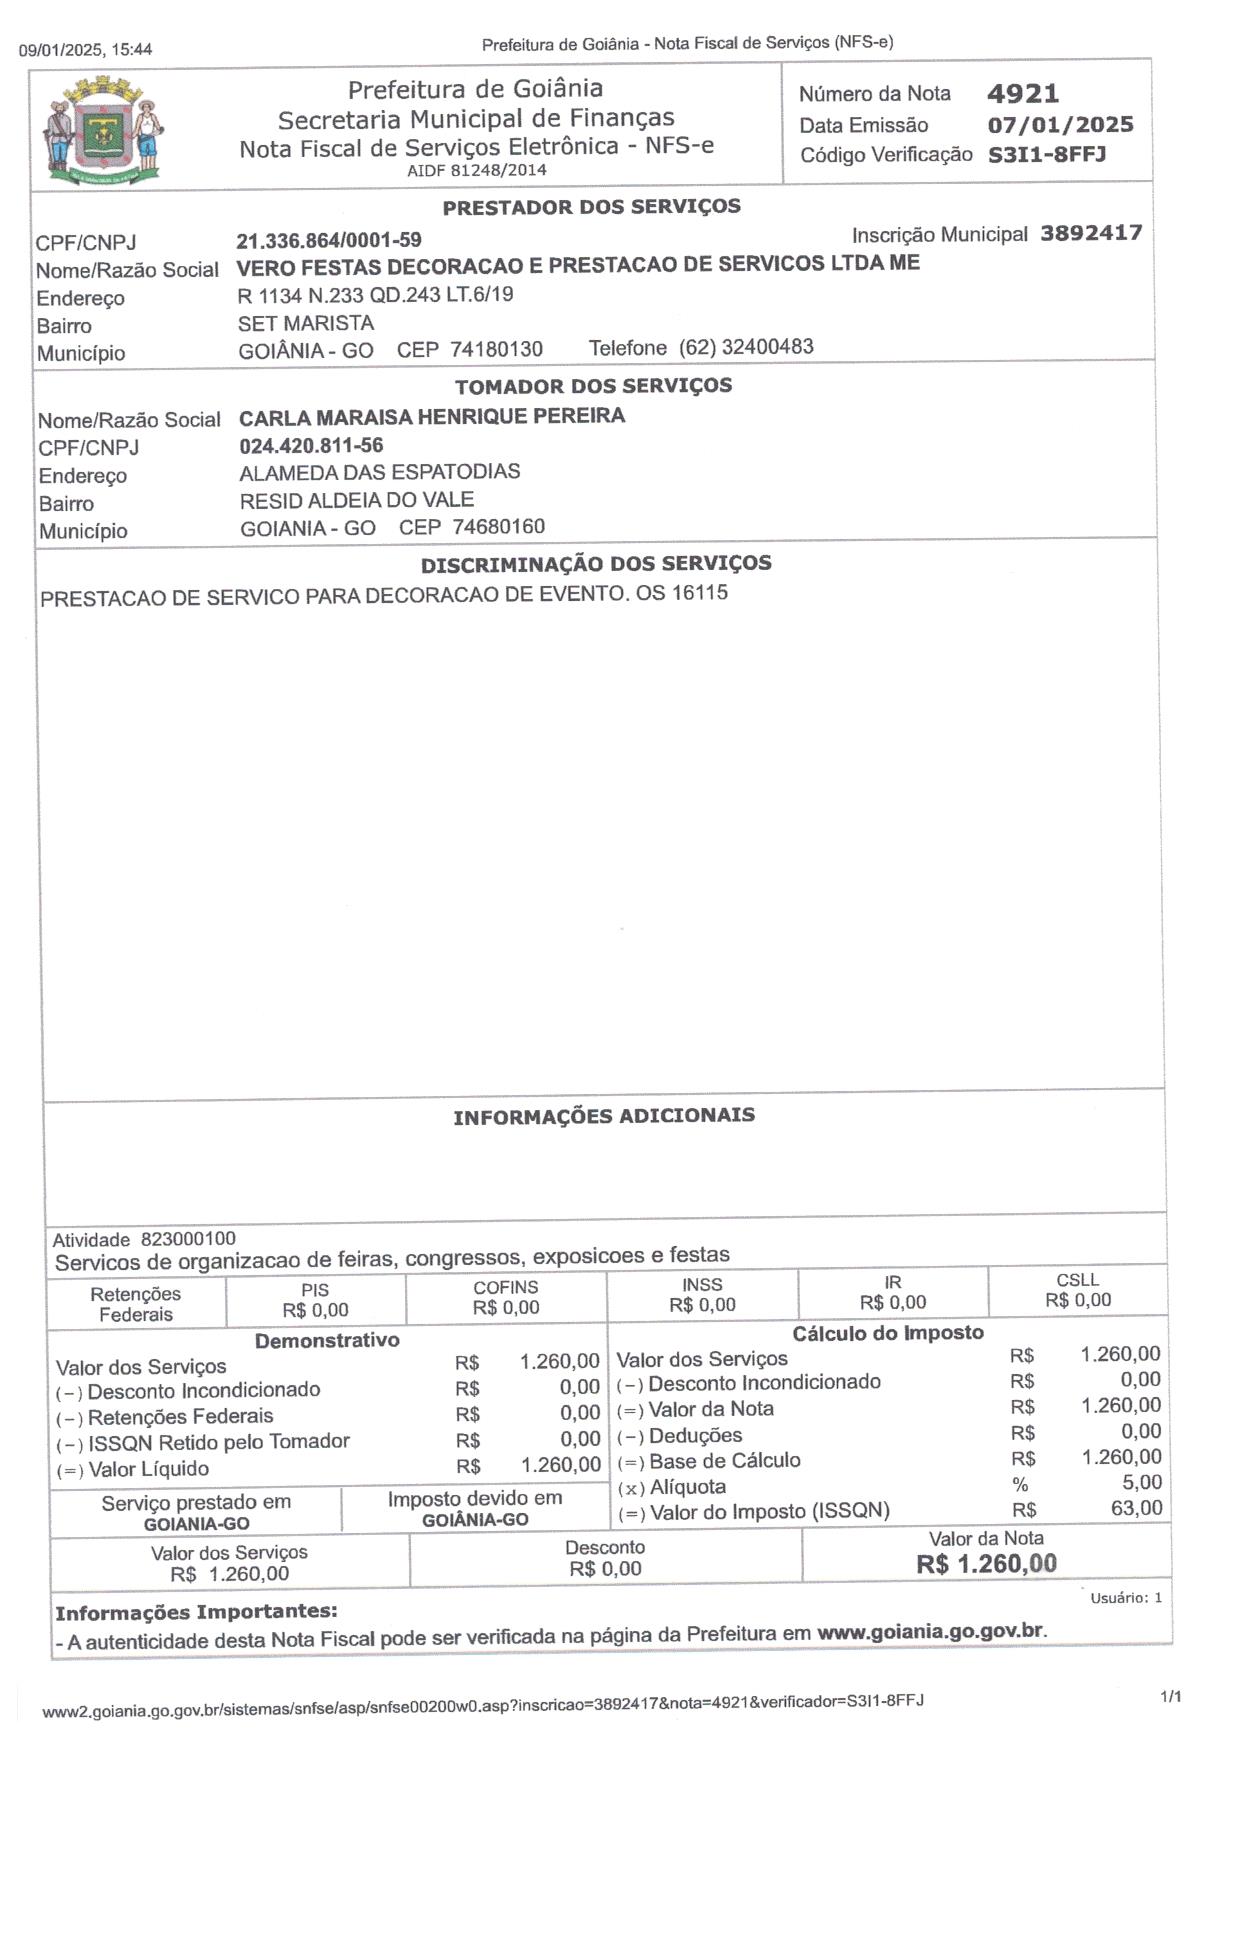 09/01/2025, 15:44
Prefeitura de Goiânia - Nota Fiscal de Serviços (NFS-e)
Prefeitura de Goiânia
Secretaria Municipal de Finanças
Nota Fiscal de Serviços Eletrônica - NFS-e
AIDF 81248/2014
Número da Nota 4921
Data Emissão 07/01/2025
Código Verificação S3I1-8FFJ
PRESTADOR DOS SERVIÇOS
CPF/CNPJ 21.336.864/0001-59 Inscrição Municipal 3892417
Nome/Razão Social VERO FESTAS DECORACAO E PRESTACAO DE SERVICOS LTDA ME
Endereço R 1134 N.233 QD.243 LT.6/19
Bairro SET MARISTA
Município GOIÂNIA - GO CEP 74180130 Telefone (62) 32400483
TOMADOR DOS SERVIÇOS
Nome/Razão Social CARLA MARAISA HENRIQUE PEREIRA
CPF/CNPJ 024.420.811-56
Endereço ALAMEDA DAS ESPATODIAS
Bairro RESID ALDEIA DO VALE
Município GOIANIA - GO CEP 74680160
DISCRIMINAÇÃO DOS SERVIÇOS
PRESTACAO DE SERVICO PARA DECORACAO DE EVENTO. OS 16115
INFORMAÇÕES ADICIONAIS
Atividade 823000100
Servicos de organizacao de feiras, congressos, exposicoes e festas
Retenções Federais
PIS R$ 0,00
COFINS R$ 0,00
INSS R$ 0,00
IR R$ 0,00
CSLL R$ 0,00
Demonstrativo
Valor dos Serviços R$ 1.260,00
(-) Desconto Incondicionado R$ 0,00
(-) Retenções Federais R$ 0,00
(-) ISSQN Retido pelo Tomador R$ 0,00
(=) Valor Líquido R$ 1.260,00
Serviço prestado em
GOIANIA-GO
Imposto devido em
GOIÂNIA-GO
Cálculo do Imposto
Valor dos Serviços R$ 1.260,00
(-) Desconto Incondicionado R$ 0,00
(=) Valor da Nota R$ 1.260,00
(-) Deduções R$ 0,00
(=) Base de Cálculo R$ 1.260,00
(x) Alíquota % 5,00
(=) Valor do Imposto (ISSQN) R$ 63,00
Valor dos Serviços
R$ 1.260,00
Desconto
R$ 0,00
Valor da Nota
R$ 1.260,00
Usuário: 1
Informações Importantes:
- A autenticidade desta Nota Fiscal pode ser verificada na página da Prefeitura em www.goiania.go.gov.br.
www2.goiania.go.gov.br/sistemas/snfse/asp/snfse00200w0.asp?inscricao=3892417&nota=4921&verificador=S3I1-8FFJ
1/1